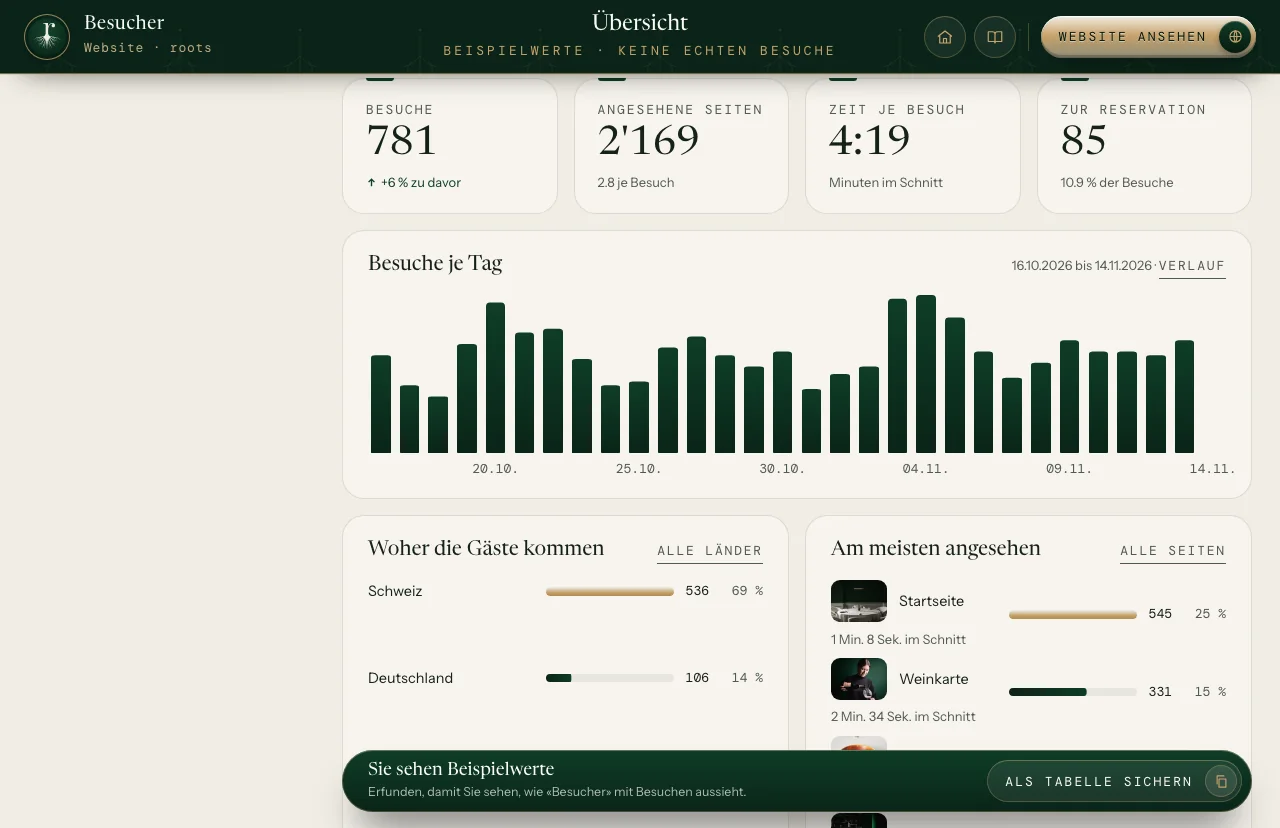 r
Besucher
Website · roots
Übersicht
BEISPIELWERTE · KEINE ECHTEN BESUCHE
WEBSITE ANSEHEN
BESUCHE
781
↑ +6 % zu davor
ANGESEHENE SEITEN
2'169
2.8 je Besuch
ZEIT JE BESUCH
4:19
Minuten im Schnitt
ZUR RESERVATION
85
10.9 % der Besuche
Besuche je Tag
16.10.2026 bis 14.11.2026 · VERLAUF
20.10. 25.10. 30.10. 04.11. 09.11. 14.11.
Woher die Gäste kommen
ALLE LÄNDER
Schweiz 536 69 %
Deutschland 106 14 %
Am meisten angesehen
ALLE SEITEN
Startseite 545 25 %
1 Min. 8 Sek. im Schnitt
Weinkarte 331 15 %
2 Min. 34 Sek. im Schnitt
Sie sehen Beispielwerte
Erfunden, damit Sie sehen, wie «Besucher» mit Besuchen aussieht.
ALS TABELLE SICHERN